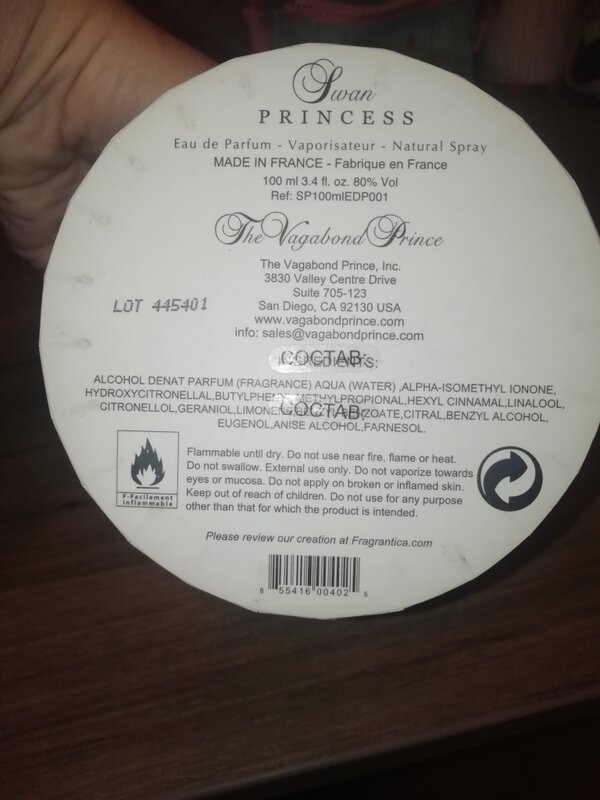 Swan
PRINCESS
Eau de Parfum - Vaporisateur - Natural Spray
MADE IN FRANCE - Fabrique en France
100 ml 3.4 fl. oz. 80% Vol
Ref: SP100mlEDP001
The Vagabond Prince
The Vagabond Prince, Inc.
3830 Valley Centre Drive
Suite 705-123
LOT 445401
San Diego, CA 92130 USA
www.vagabondprince.com
info: sales@vagabondprince.com
СОСТАВ:
INGREDIENTS:
ALCOHOL DENAT PARFUM (FRAGRANCE) AQUA (WATER) ,ALPHA-ISOMETHYL IONONE,
HYDROXYCITRONELLAL, HEXYL CINNAMAL,LINALOOL,
СОСТАВ:
CITRONELLOL,GERANIOL, CITRAL,BENZYL ALCOHOL,
EUGENOL,ANISE ALCOHOL,FARNESOL.
F-Facilement
inflammable
Flammable until dry. Do not use near fire, flame or heat.
Do not swallow. External use only. Do not vaporize towards
eyes or mucosa. Do not apply on broken or inflamed skin.
Keep out of reach of children. Do not use for any purpose
other than that for which the product is intended.
Please review our creation at Fragrantica.com
8 55416 00402 5